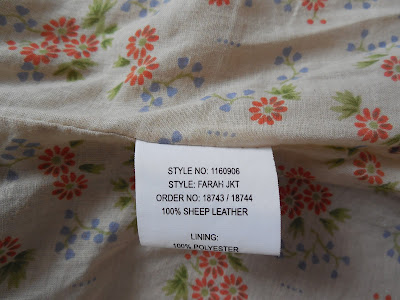 STYLE NO: 1160906
STYLE: FARAH JKT
ORDER NO: 18743 / 18744
100% SHEEP LEATHER
LINING:
100% POLYESTER